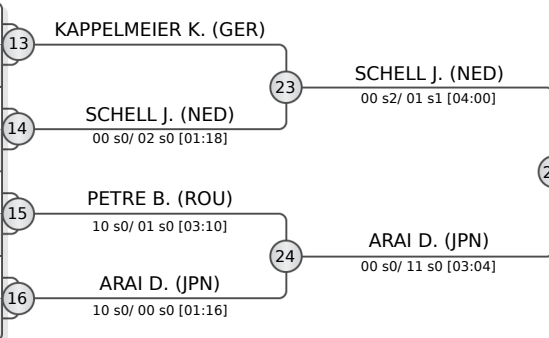 KAPPELMEIER K. (GER)
13
23
SCHELL J. (NED)
00 s2/ 01 s1 [04:00]
SCHELL J. (NED)
14
00 s0/ 02 s0 [01:18]
PETRE B. (ROU)
15
10 s0/ 01 s0 [03:10]
24
ARAI D. (JPN)
00 s0/ 11 s0 [03:04]
ARAI D. (JPN)
16
10 s0/ 00 s0 [01:16]